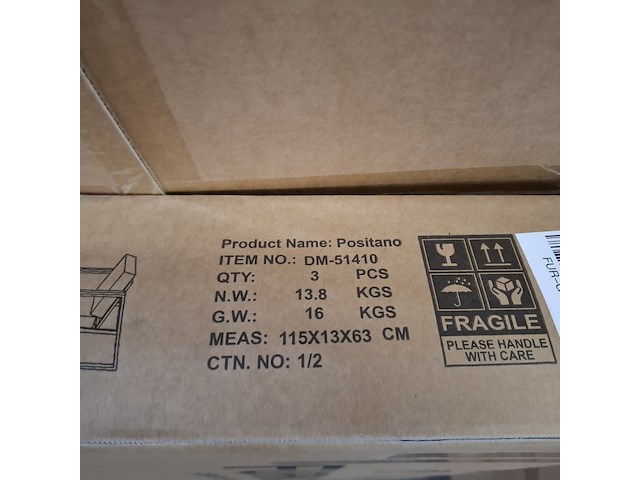 Product Name: Positano
ITEM NO.: DM-51410
QTY: 3 PCS
N.W.: 13.8 KGS
G.W.: 16 KGS
MEAS: 115X13X63 CM
CTN. NO: 1/2
FRAGILE
PLEASE HANDLE
WITH CARE